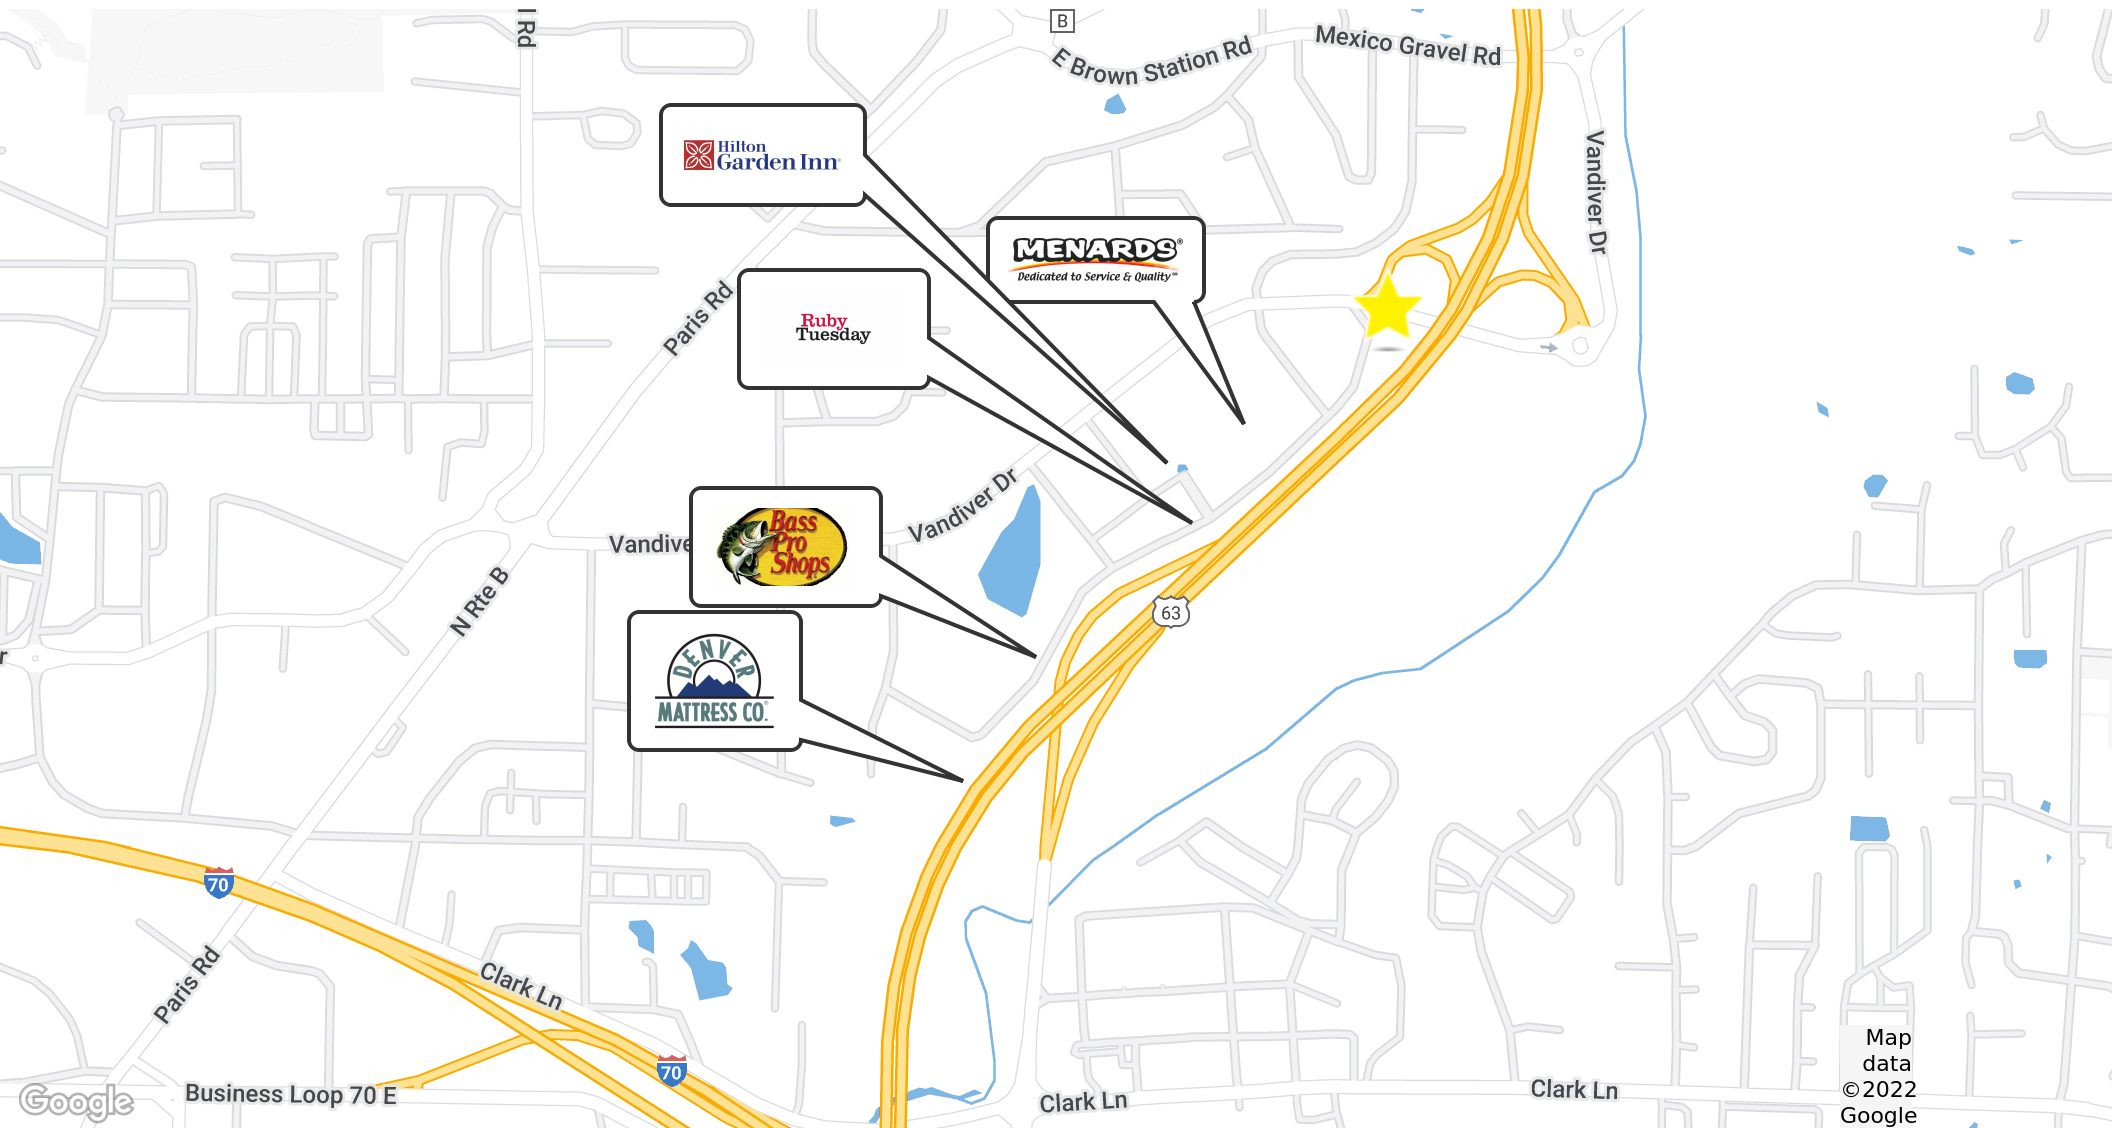 l Rd
B
E Brown Station Rd
Mexico Gravel Rd
Vandiver Dr
Hilton
Garden Inn
MENARDS®
Dedicated to Service & Quality℠
Paris Rd
Ruby
Tuesday
Vandiver Dr
Vandive
Bass
Pro
Shops
N Rte B
63
DENVER
MATTRESS CO.®
r
70
Clark Ln
Paris Rd
70
Business Loop 70 E
Clark Ln
Clark Ln
Google
Map
data
©2022
Google